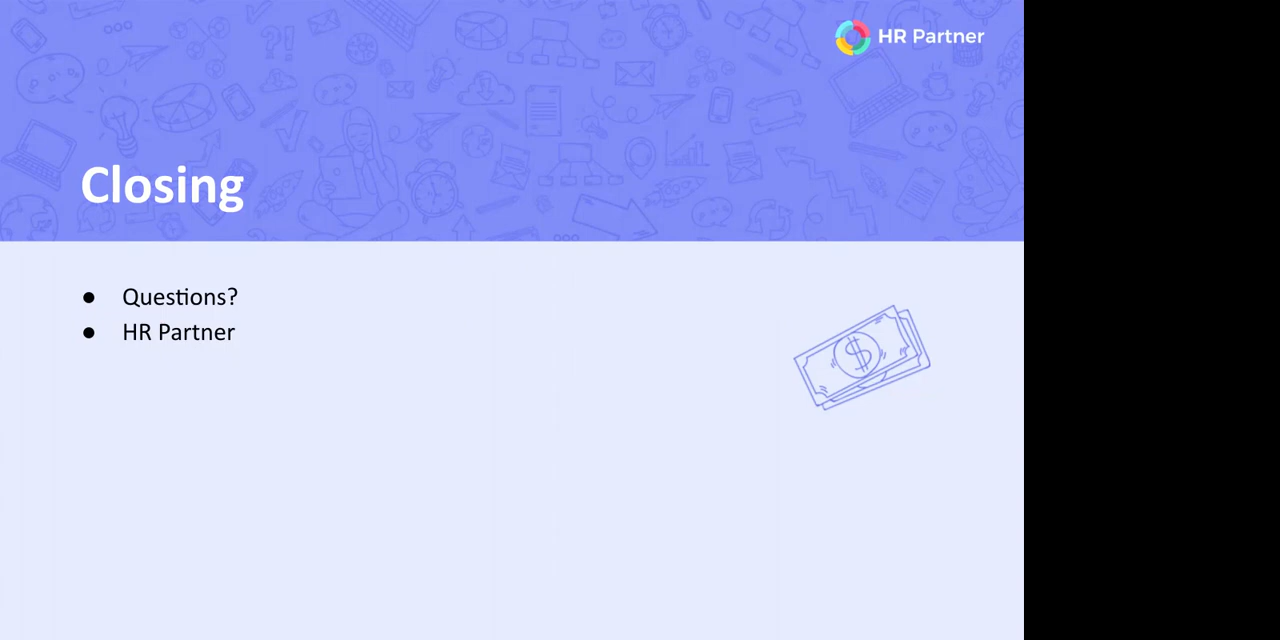 HR Partner
Closing
● Questions?
● HR Partner